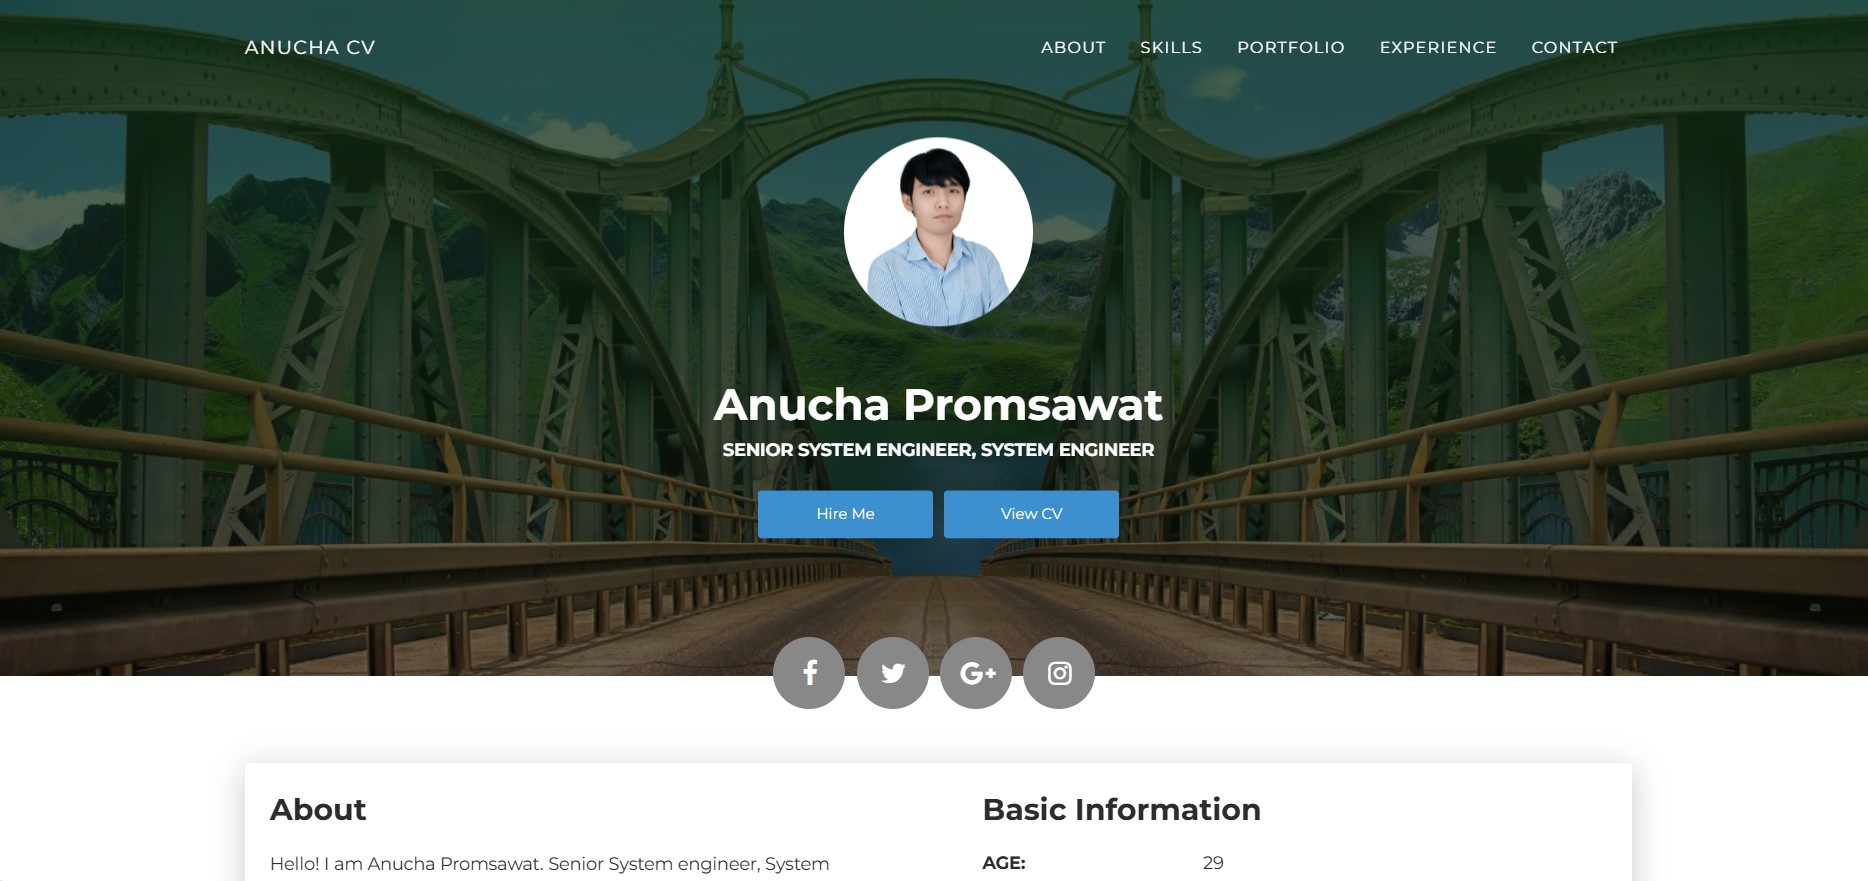 ANUCHA CV
ABOUT SKILLS PORTFOLIO EXPERIENCE CONTACT
Anucha Promsawat
SENIOR SYSTEM ENGINEER, SYSTEM ENGINEER
Hire Me
View CV
About
Hello! I am Anucha Promsawat. Senior System engineer, System
Basic Information
AGE: 29